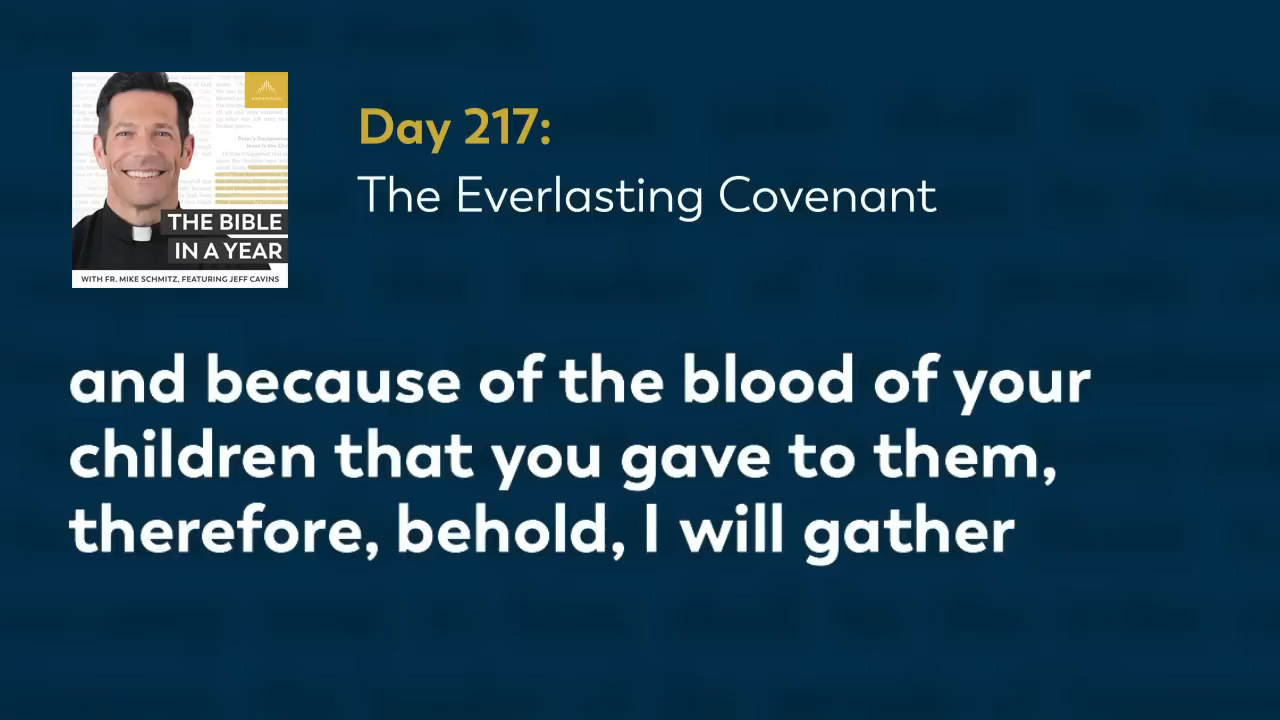 THE BIBLE
IN A YEAR
WITH FR. MIKE SCHMITZ, FEATURING JEFF CAVINS
Day 217:
The Everlasting Covenant
and because of the blood of your
children that you gave to them,
therefore, behold, I will gather